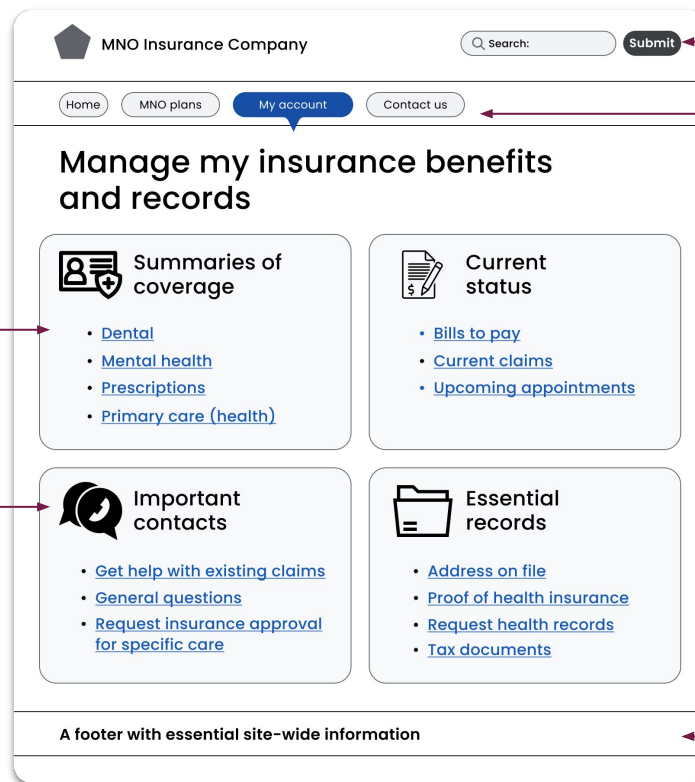 MNO Insurance Company
Search:
Submit
Home
MNO plans
My account
Contact us
Manage my insurance benefits
and records
Summaries of
coverage
• Dental
• Mental health
• Prescriptions
• Primary care (health)
Current
status
$
• Bills to pay
• Current claims
• Upcoming appointments
Important
contacts
• Get help with existing claims
• General questions
• Request insurance approval
for specific care
Essential
records
• Address on file
• Proof of health insurance
• Request health records
• Tax documents
A footer with essential site-wide information